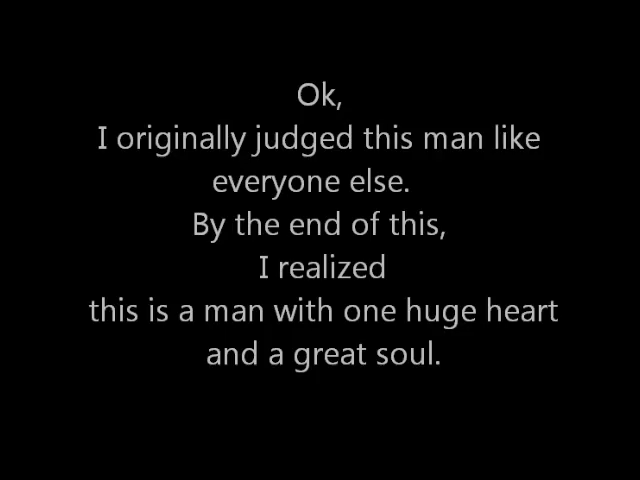 Ok,
I originally judged this man like
everyone else.
By the end of this,
I realized
this is a man with one huge heart
and a great soul.